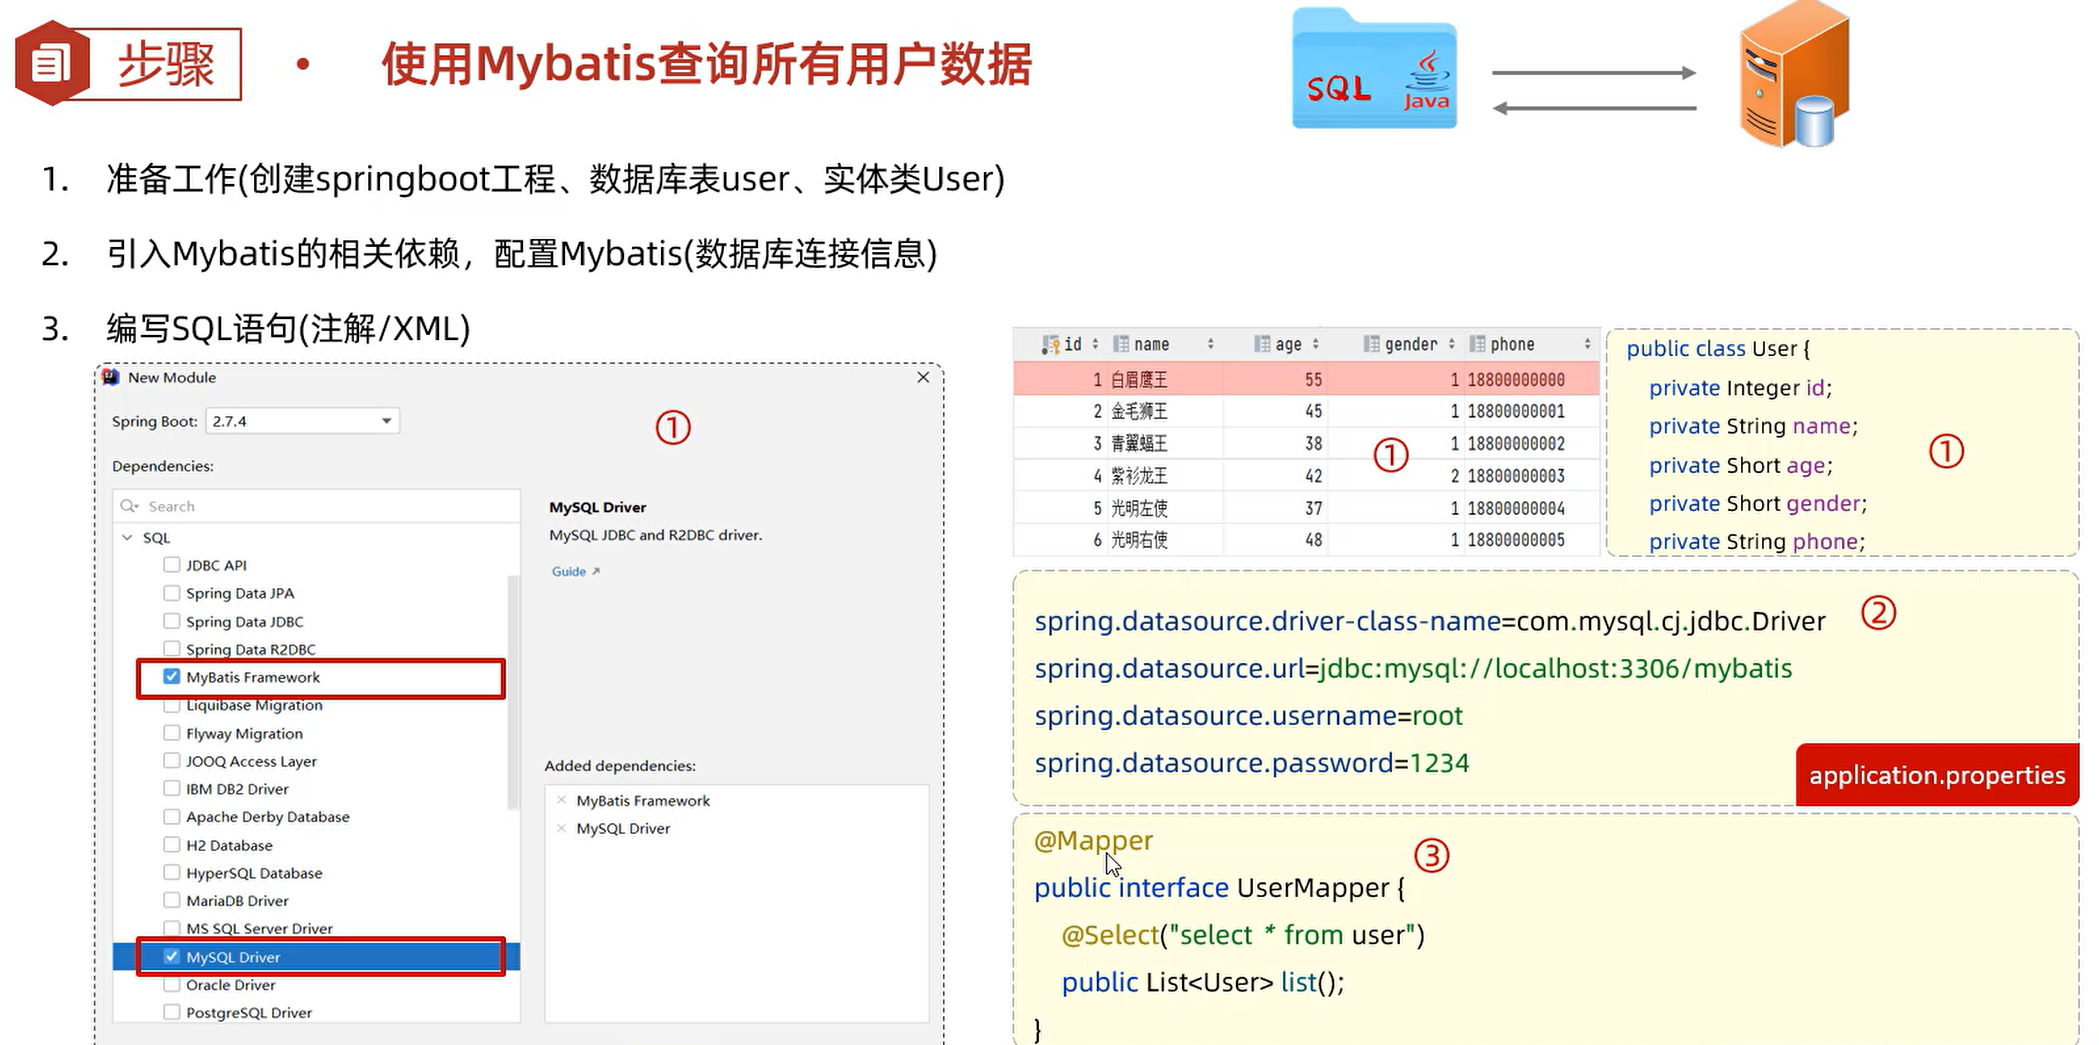 步骤
• 使用Mybatis查询所有用户数据
SQL
Java
1. 准备工作(创建springboot工程、数据库表user、实体类User)
2. 引入Mybatis的相关依赖，配置Mybatis(数据库连接信息)
3. 编写SQL语句(注解/XML)
New Module
Spring Boot: 2.7.4
①
Dependencies:
Search
SQL
JDBC API
Spring Data JPA
Spring Data JDBC
Spring Data R2DBC
MyBatis Framework
Liquibase Migration
Flyway Migration
JOOQ Access Layer
IBM DB2 Driver
Apache Derby Database
H2 Database
HyperSQL Database
MariaDB Driver
MS SQL Server Driver
MySQL Driver
Oracle Driver
PostgreSQL Driver
MySQL Driver
MySQL JDBC and R2DBC driver.
Guide
Added dependencies:
MyBatis Framework
MySQL Driver
id name age gender phone
1 白眉鹰王 55 1 18800000000
2 金毛狮王 45 1 18800000001
3 青翼蝠王 38 1 18800000002
4 紫衫龙王 42 2 18800000003
5 光明左使 37 1 18800000004
6 光明右使 48 1 18800000005
①
public class User {
private Integer id;
private String name;
private Short age;
private Short gender;
private String phone;
①
spring.datasource.driver-class-name=com.mysql.cj.jdbc.Driver
spring.datasource.url=jdbc:mysql://localhost:3306/mybatis
spring.datasource.username=root
spring.datasource.password=1234
②
application.properties
@Mapper
public interface UserMapper {
@Select("select * from user")
public List<User> list();
}
③